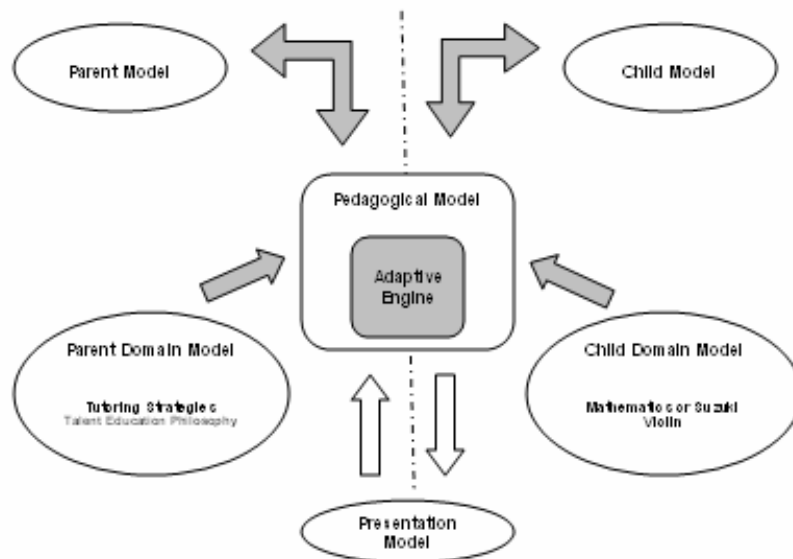 Parent Model
Child Model
Pedagogical Model
Adaptive
Engine
Parent Domain Model
Tutoring Strategies
Talent Education Philosophy
Child Domain Model
Mathematics or Suzuki
Violin
Presentation
Model